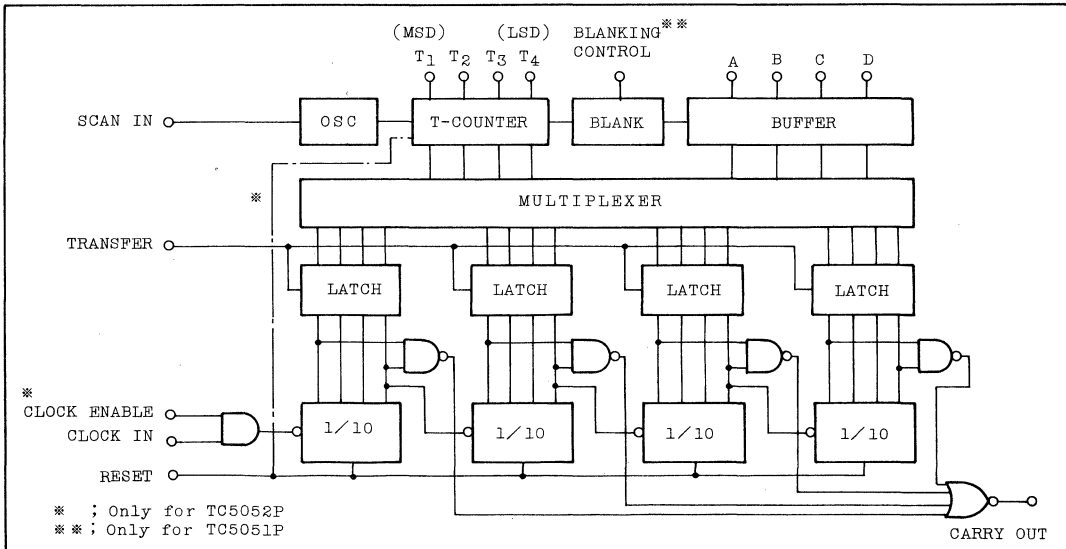 (MSD) (LSD) BLANKING※※
CONTROL
T1 T2 T3 T4 A B C D
SCAN IN OSC T-COUNTER BLANK BUFFER
※ MULTIPLEXER
TRANSFER
LATCH LATCH LATCH LATCH
※
CLOCK ENABLE
CLOCK IN 1/10 1/10 1/10 1/10
RESET
※ ; Only for TC5052P
※※; Only for TC5051P
CARRY OUT